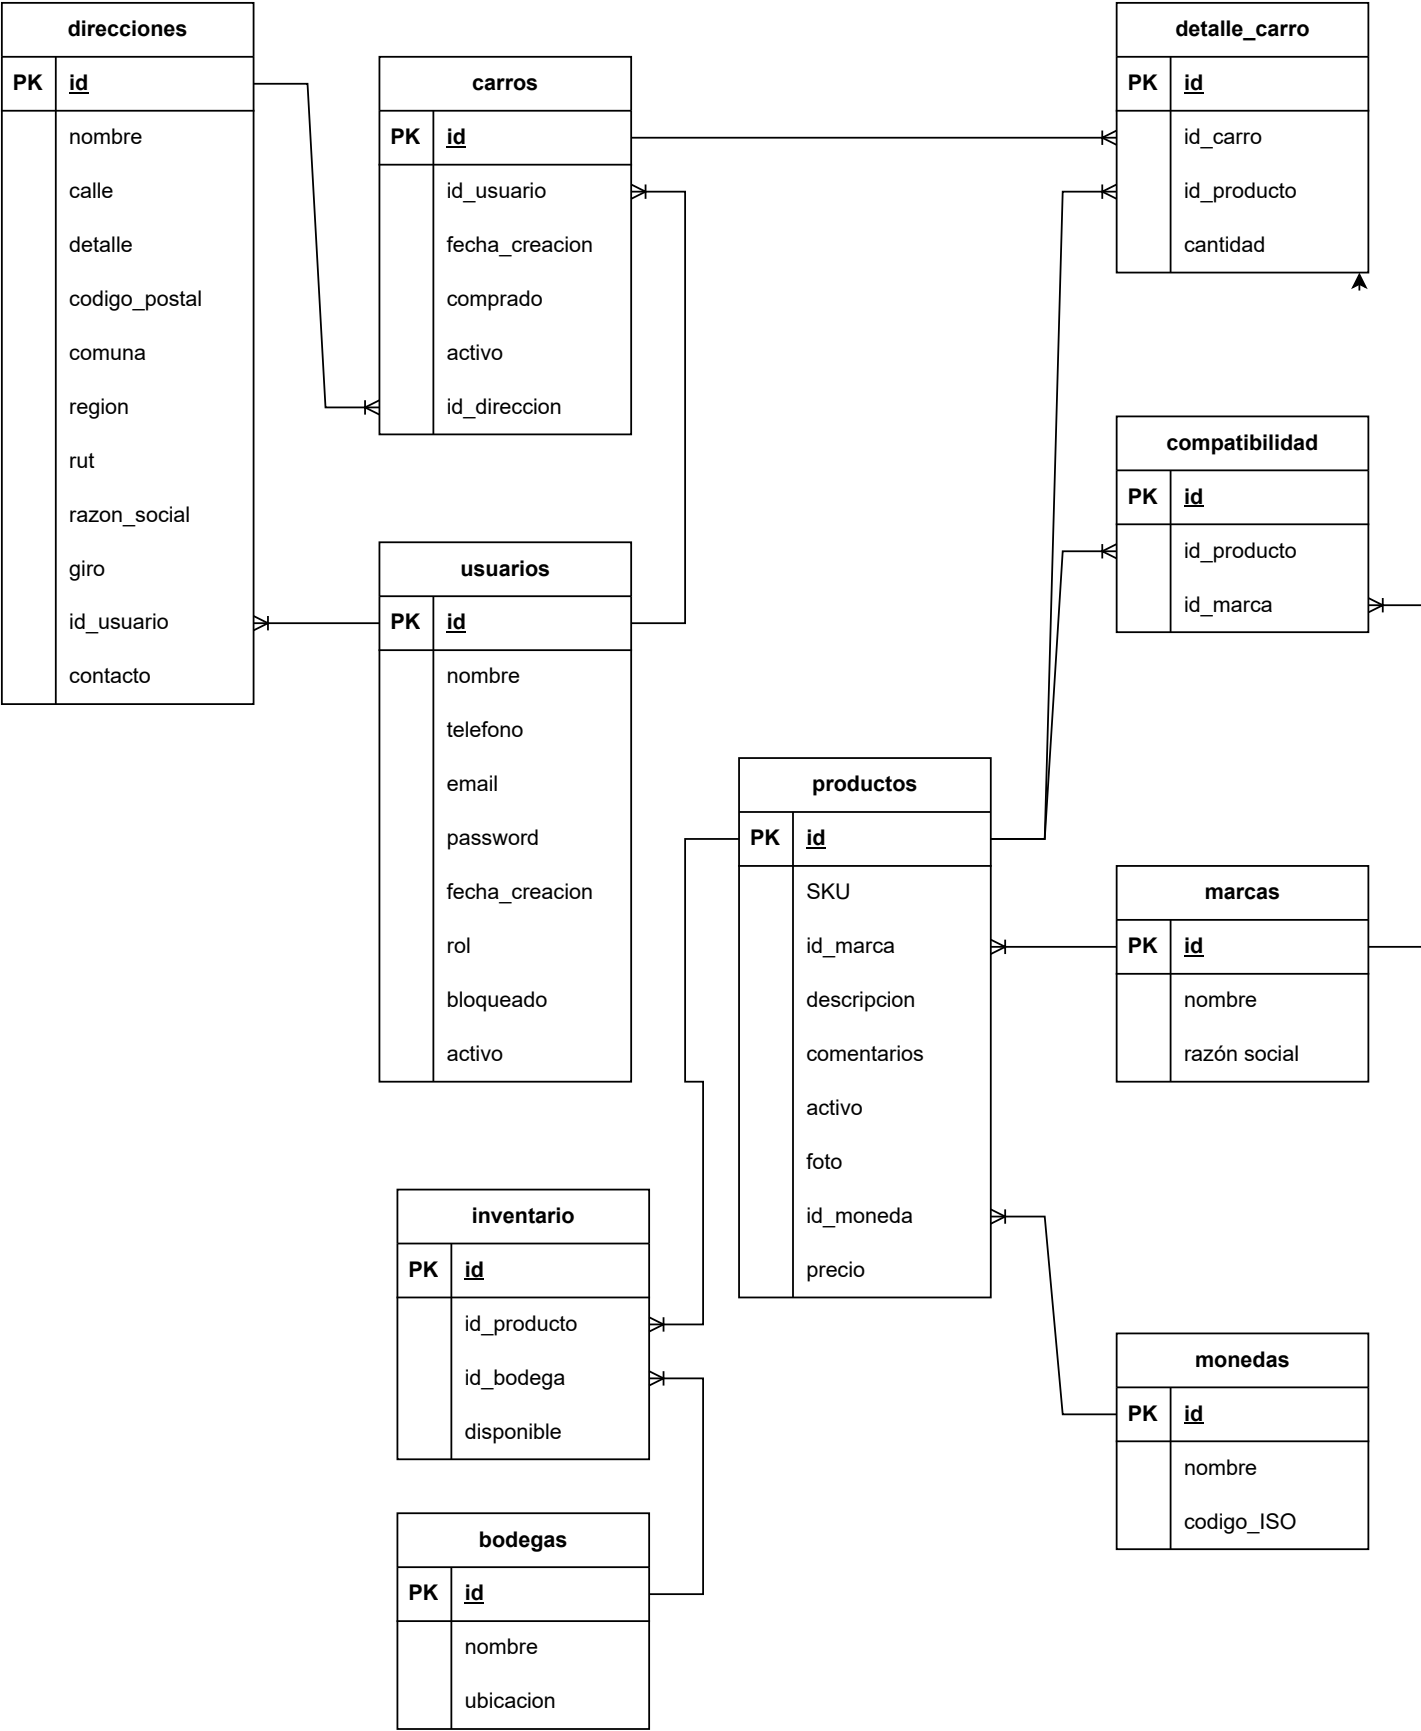 direcciones
PK id
nombre
calle
detalle
codigo_postal
comuna
region
rut
razon_social
giro
id_usuario
contacto
carros
PK id
id_usuario
fecha_creacion
comprado
activo
id_direccion
usuarios
PK id
nombre
telefono
email
password
fecha_creacion
rol
bloqueado
activo
inventario
PK id
id_producto
id_bodega
disponible
bodegas
PK id
nombre
ubicacion
productos
PK id
SKU
id_marca
descripcion
comentarios
activo
foto
id_moneda
precio
detalle_carro
PK id
id_carro
id_producto
cantidad
compatibilidad
PK id
id_producto
id_marca
marcas
PK id
nombre
razón social
monedas
PK id
nombre
codigo_ISO